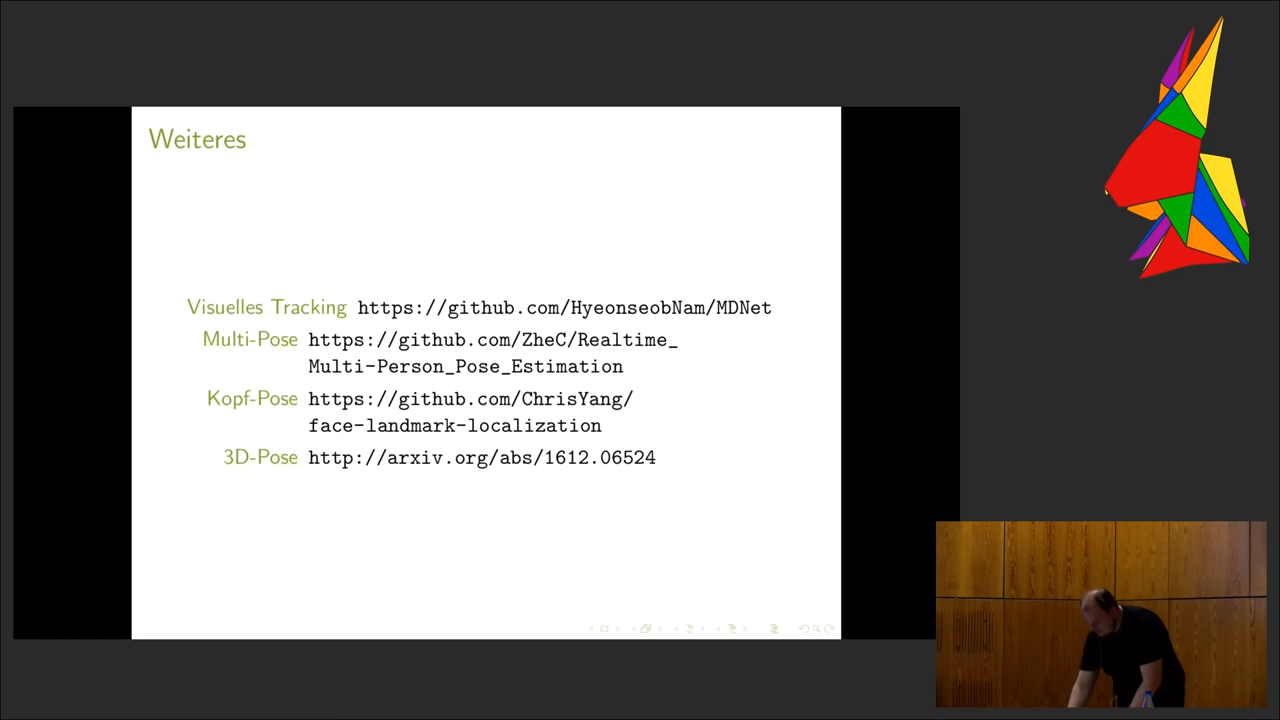 Weiteres
Visuelles Tracking https://github.com/HyeonseobNam/MDNet
Multi-Pose https://github.com/ZheC/Realtime_
Multi-Person_Pose_Estimation
Kopf-Pose https://github.com/ChrisYang/
face-landmark-localization
3D-Pose http://arxiv.org/abs/1612.06524